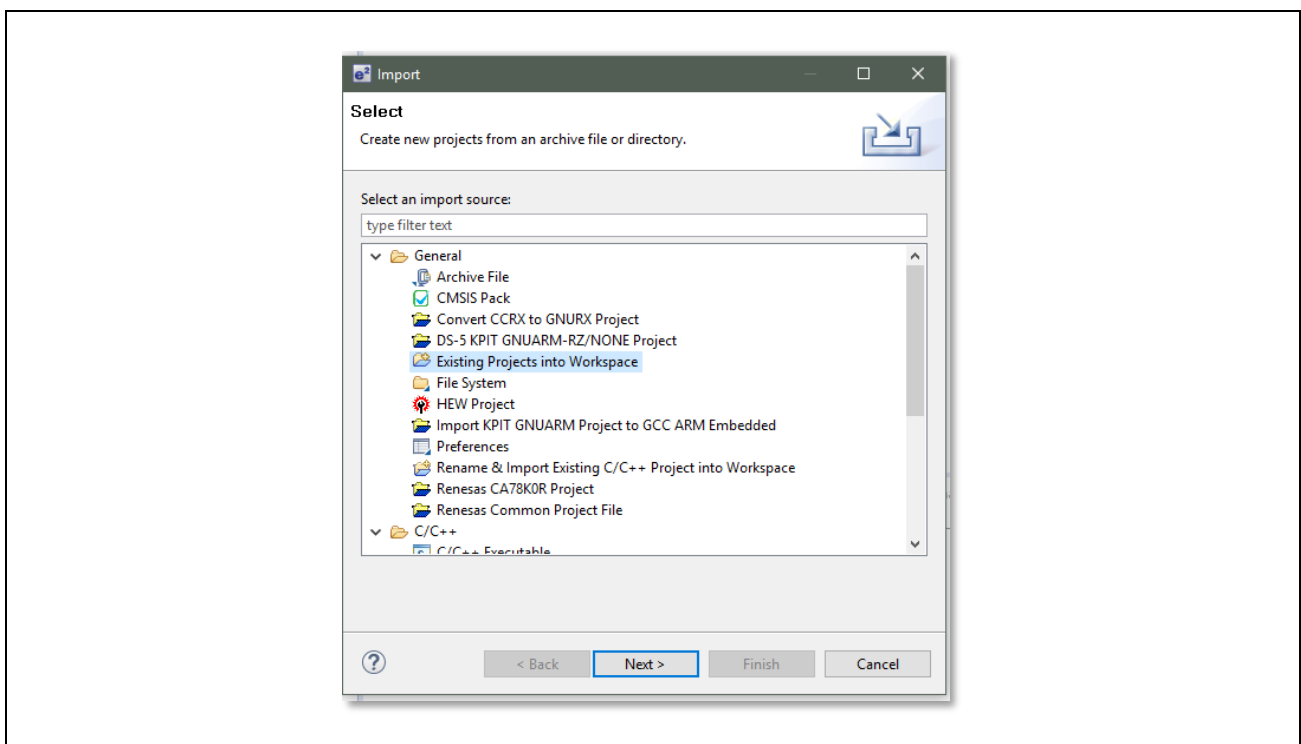 e² Import
Select
Create new projects from an archive file or directory.
Select an import source:
type filter text
General
Archive File
CMSIS Pack
Convert CCRX to GNURX Project
DS-5 KPIT GNUARM-RZ/NONE Project
Existing Projects into Workspace
File System
HEW Project
Import KPIT GNUARM Project to GCC ARM Embedded
Preferences
Rename & Import Existing C/C++ Project into Workspace
Renesas CA78K0R Project
Renesas Common Project File
C/C++
C/C++ Executable
? < Back Next > Finish Cancel